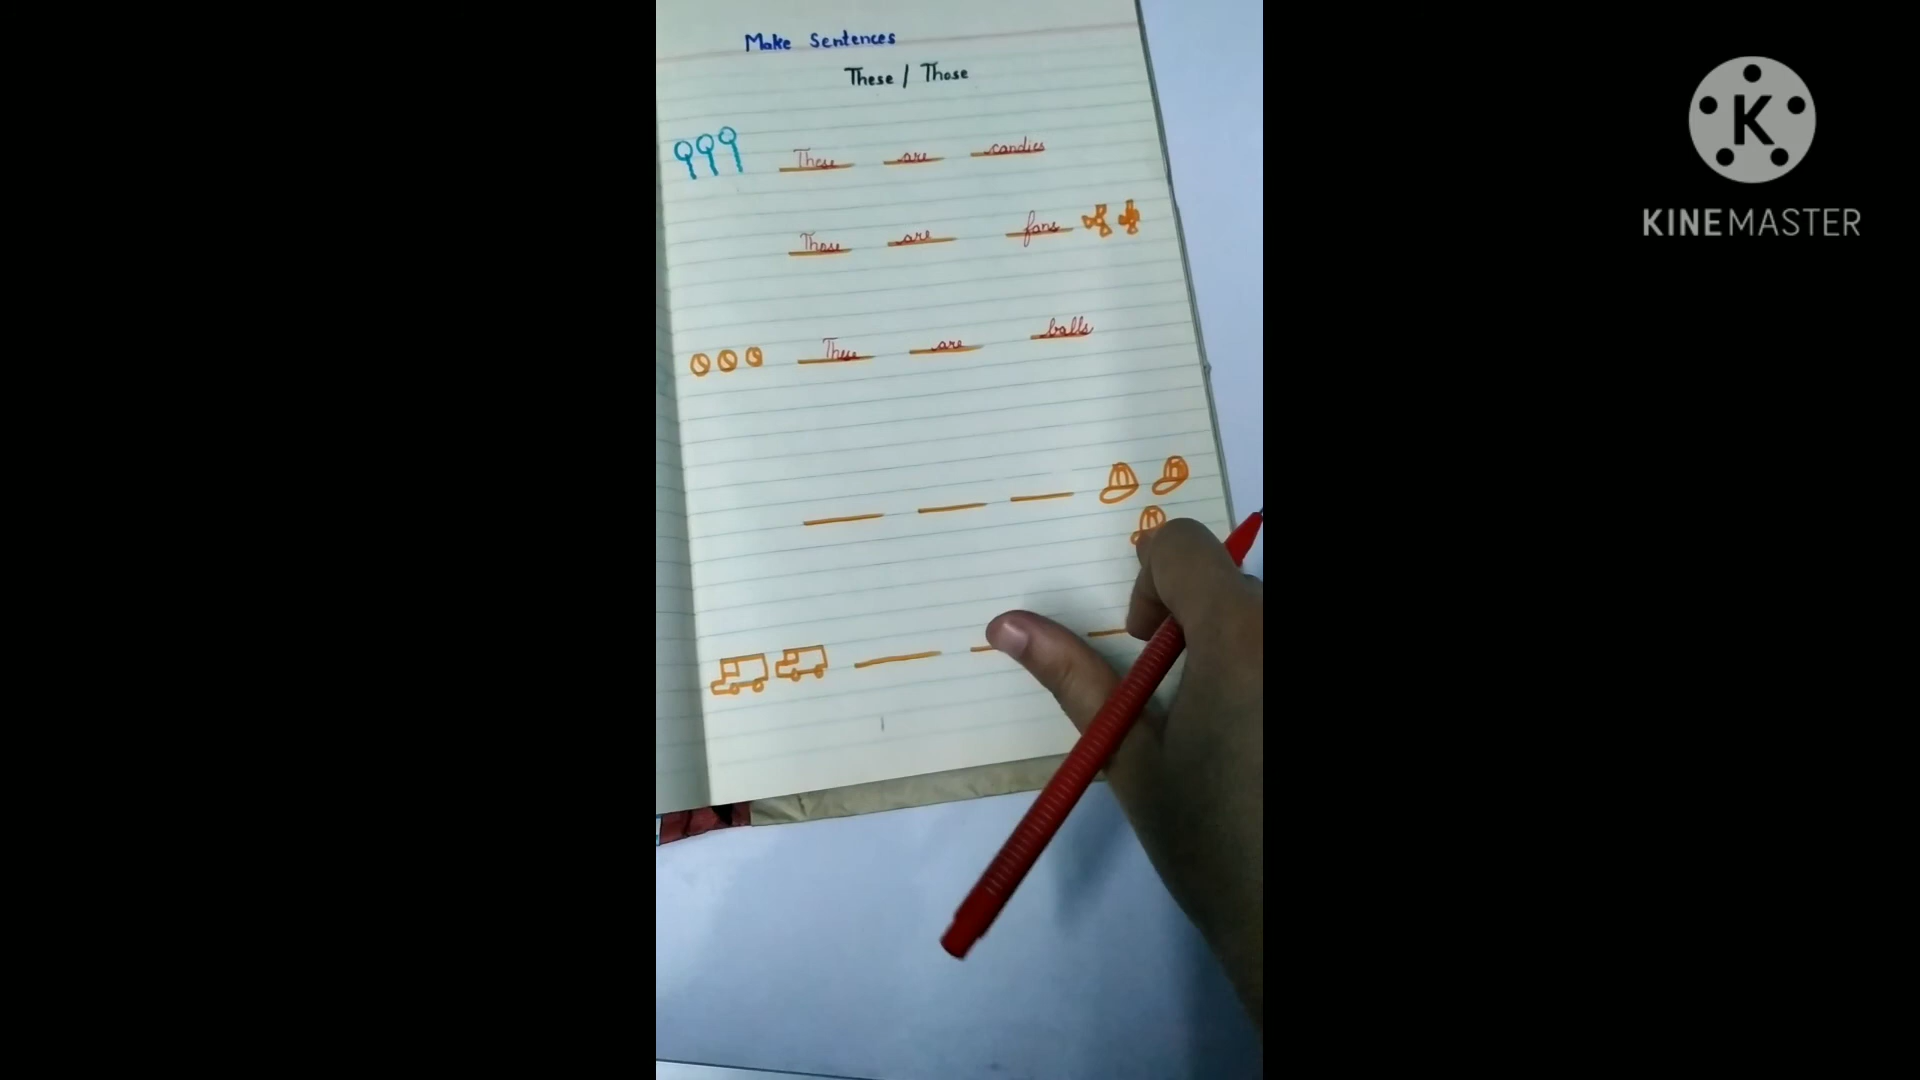 Make Sentences
These / Those
These are candies
Those are fans
These are balls
K
KINEMASTER